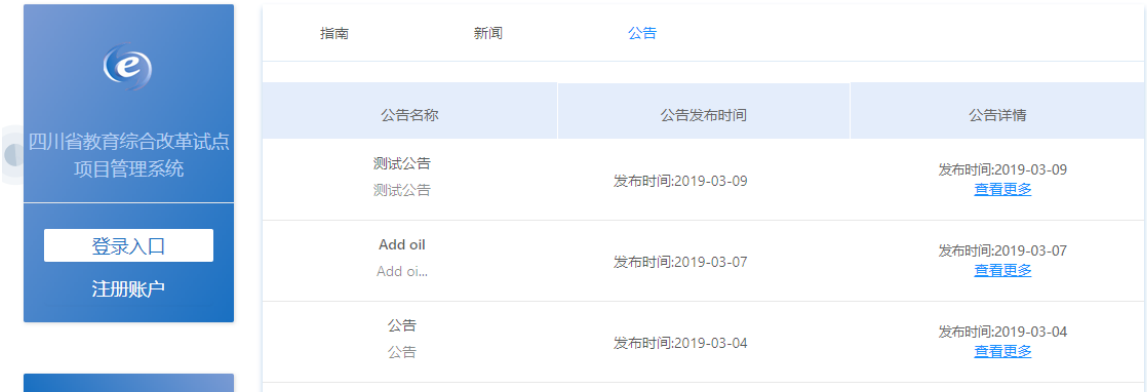 四川省教育综合改革试点
项目管理系统
登录入口
注册账户
指南 新闻 公告
公告名称 公告发布时间 公告详情
测试公告
测试公告
发布时间:2019-03-09
发布时间:2019-03-09
查看更多
Add oil
Add oi...
发布时间:2019-03-07
发布时间:2019-03-07
查看更多
公告
公告
发布时间:2019-03-04
发布时间:2019-03-04
查看更多